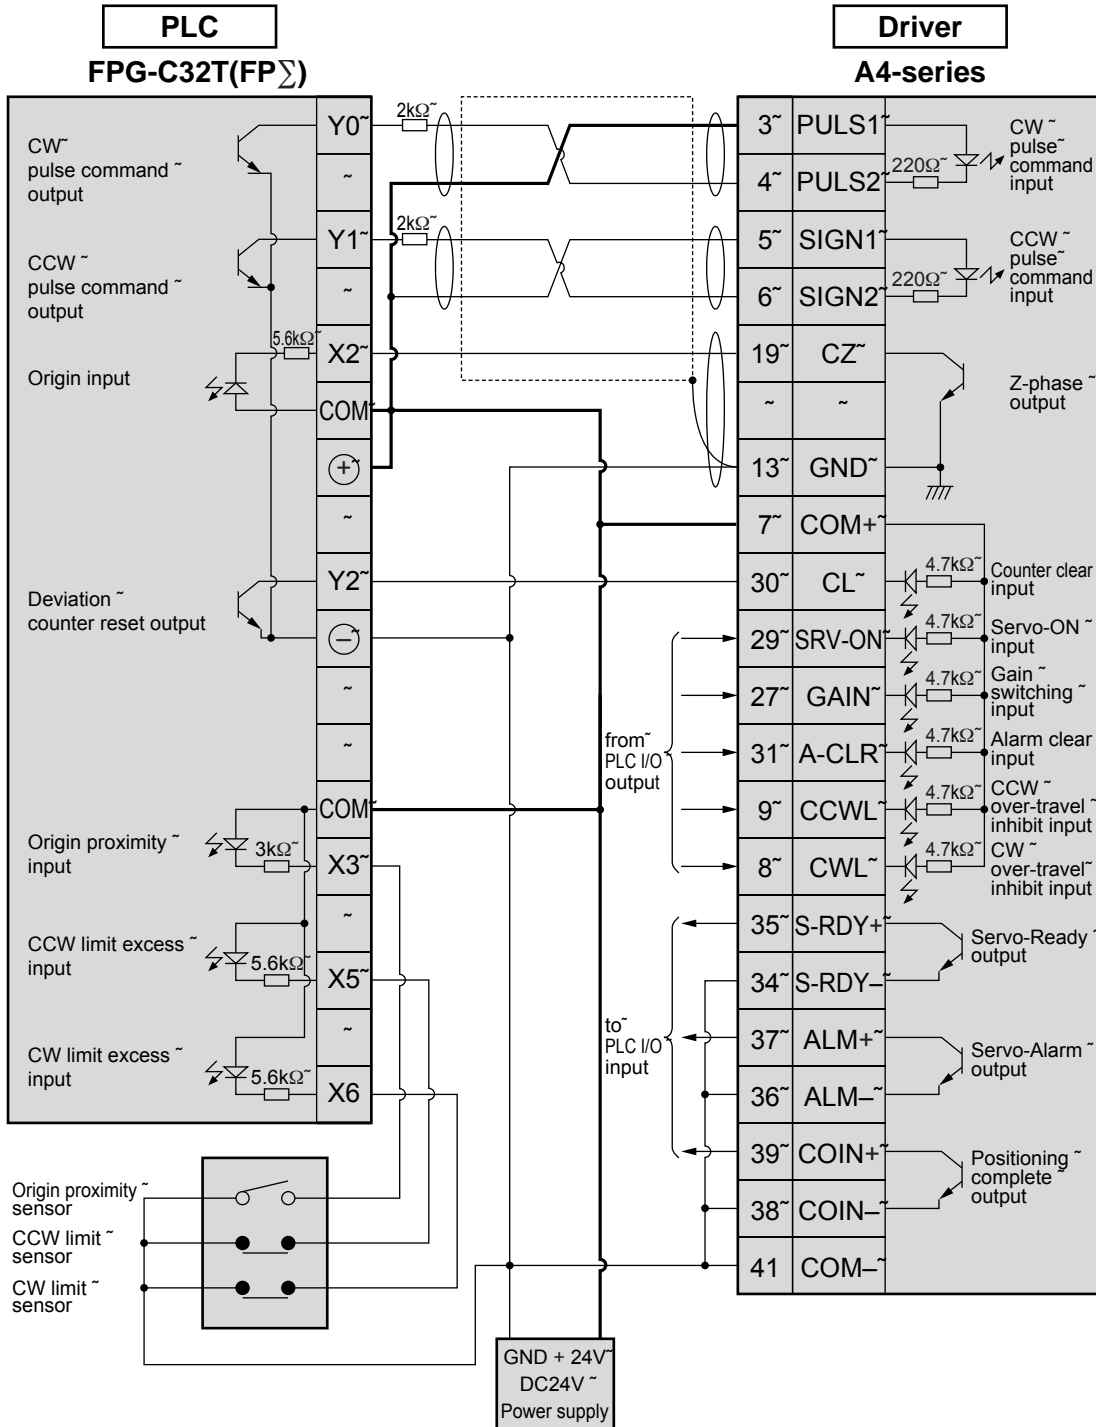 PLC
Driver
FPG-C32T(FP∑)
A4-series
CW~
pulse command ~
output
CCW ~
pulse command ~
output
Origin input
Deviation ~
counter reset output
Origin proximity ~
input
CCW limit excess ~
input
CW limit excess ~
input
5.6kΩ~
3kΩ~
5.6kΩ~
5.6kΩ~
Y0~
~
Y1~
~
X2~
COM~
+~
~
Y2~
–~
~
~
COM~
X3~
~
X5~
~
X6
2kΩ~
2kΩ~
from~
PLC I/O
output
to~
PLC I/O
input
3~ PULS1~
4~ PULS2~
5~ SIGN1~
6~ SIGN2~
19~ CZ~
~ ~
13~ GND~
7~ COM+~
30~ CL~
29~ SRV-ON~
27~ GAIN~
31~ A-CLR~
9~ CCWL~
8~ CWL~
35~ S-RDY+~
34~ S-RDY–~
37~ ALM+~
36~ ALM–~
39~ COIN+~
38~ COIN–~
41 COM–~
220Ω~
CW ~
pulse~
command
input
220Ω~
CCW ~
pulse~
command
input
Z-phase ~
output
4.7kΩ~
Counter clear
input
4.7kΩ~
Servo-ON ~
input
4.7kΩ~
Gain ~
switching ~
input
4.7kΩ~
Alarm clear
input
4.7kΩ~
CCW ~
over-travel ~
inhibit input
4.7kΩ~
CW ~
over-travel~
inhibit input
Servo-Ready ~
output
Servo-Alarm ~
output
Positioning ~
complete ~
output
Origin proximity ~
sensor
CCW limit ~
sensor
CW limit ~
sensor
GND + 24V~
DC24V ~
Power supply